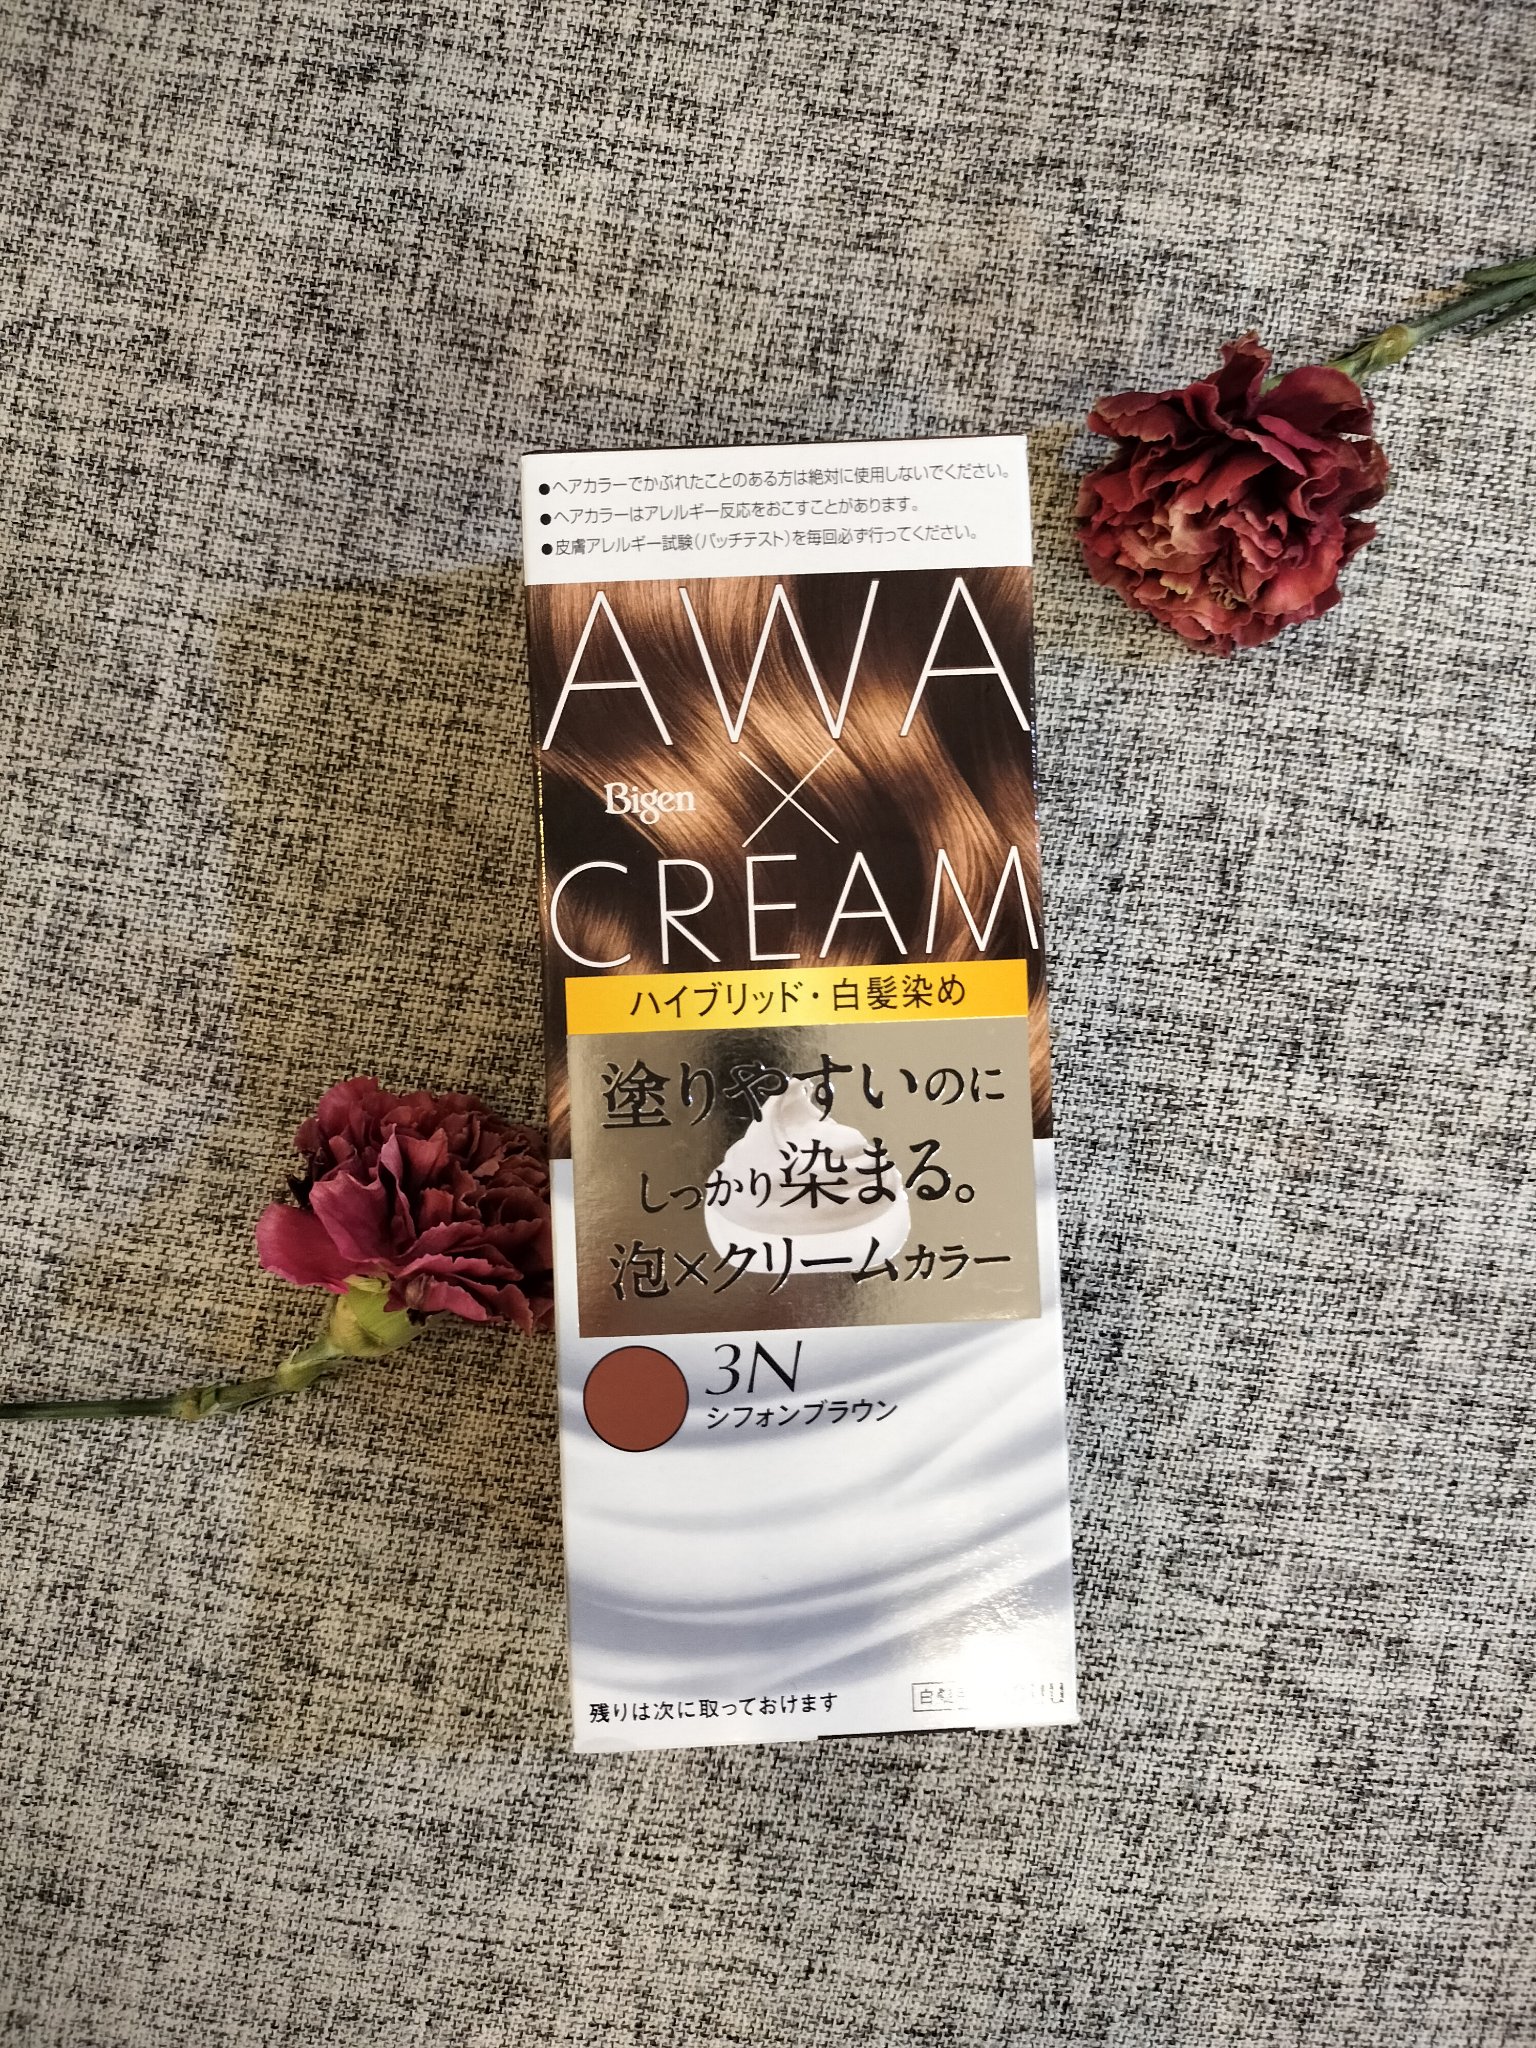 ●ヘアカラーでかぶれたことのある方は絶対に使用しないでください。
●ヘアカラーはアレルギー反応をおこすことがあります。
●皮膚アレルギー試験(パッチテスト)を毎回必ず行ってください。
AWA
Bigen ×
CREAM
ハイブリッド・白髪染め
塗りやすいのに
しっかり染まる。
泡×クリームカラー
3N
シフォンブラウン
残りは次に取っておけます